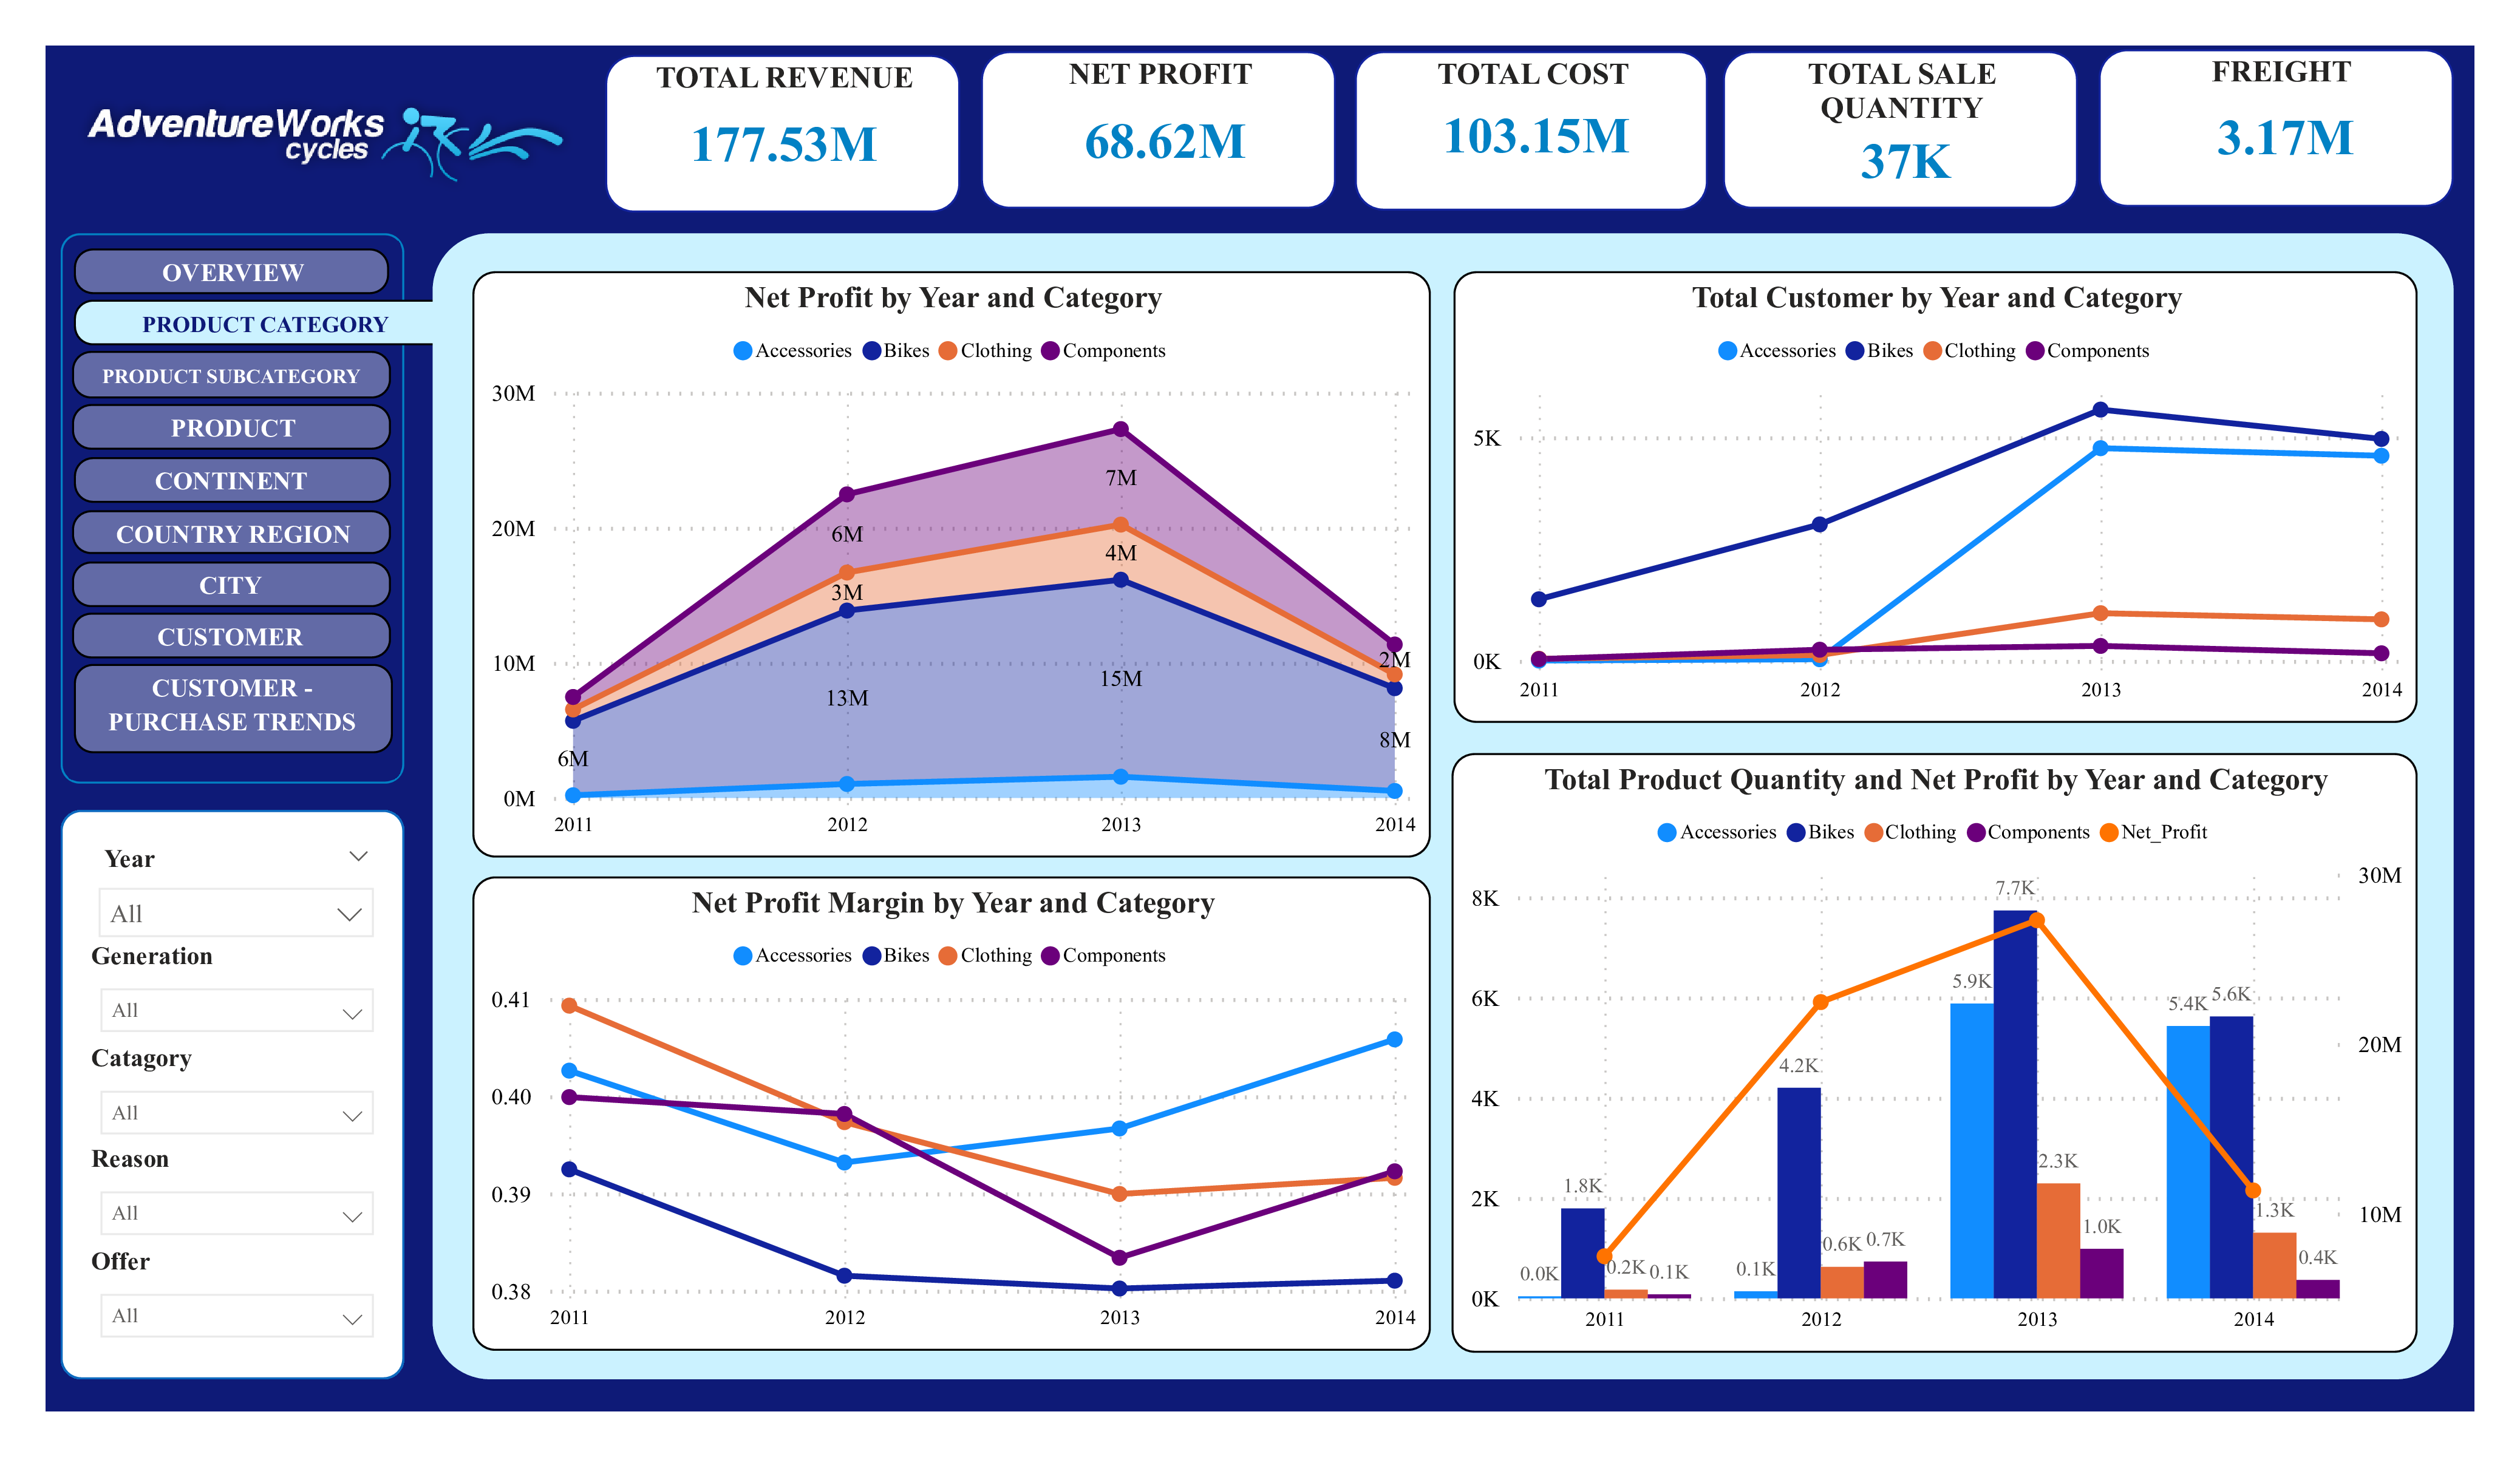 AdventureWorks
cycles
TOTAL REVENUE
177.53M
NET PROFIT
68.62M
TOTAL COST
103.15M
TOTAL SALE
QUANTITY
37K
FREIGHT
3.17M
OVERVIEW
PRODUCT CATEGORY
PRODUCT SUBCATEGORY
PRODUCT
CONTINENT
COUNTRY REGION
CITY
CUSTOMER
CUSTOMER -
PURCHASE TRENDS
Year
All
Generation
All
Catagory
All
Reason
All
Offer
All
Net Profit by Year and Category
Accessories Bikes Clothing Components
30M
20M
10M
0M
7M
6M
4M
3M
2M
15M
13M
8M
6M
2011 2012 2013 2014
Total Customer by Year and Category
Accessories Bikes Clothing Components
5K
0K
2011 2012 2013 2014
Net Profit Margin by Year and Category
Accessories Bikes Clothing Components
0.41
0.40
0.39
0.38
2011 2012 2013 2014
Total Product Quantity and Net Profit by Year and Category
Accessories Bikes Clothing Components Net_Profit
8K
6K
4K
2K
0K
30M
20M
10M
0.0K 1.8K 0.2K 0.1K
0.1K 4.2K 0.6K 0.7K
5.9K 7.7K 2.3K 1.0K
5.4K 5.6K 1.3K 0.4K
2011 2012 2013 2014